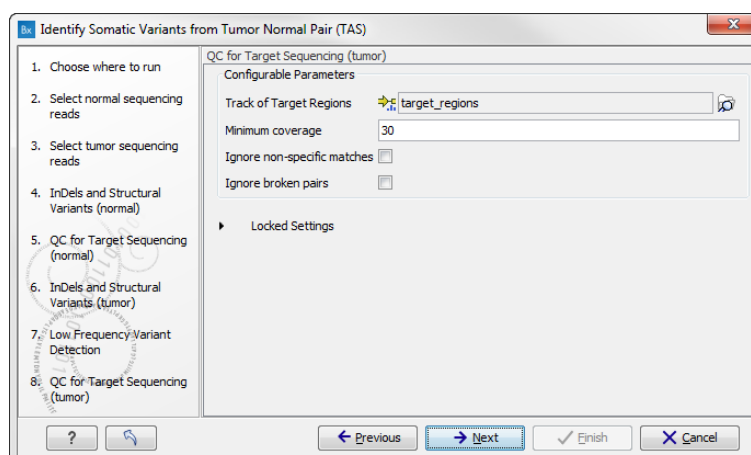 Bx Identify Somatic Variants from Tumor Normal Pair (TAS)
X
1. Choose where to run
2. Select normal sequencing
reads
3. Select tumor sequencing
reads
4. InDels and Structural
Variants (normal)
5. QC for Target Sequencing
(normal)
6. InDels and Structural
Variants (tumor)
7. Low Frequency Variant
Detection
8. QC for Target Sequencing
(tumor)
QC for Target Sequencing (tumor)
Configurable Parameters
Track of Target Regions target_regions
Minimum coverage 30
Ignore non-specific matches
Ignore broken pairs
Locked Settings
?
Previous
Next
Finish
Cancel